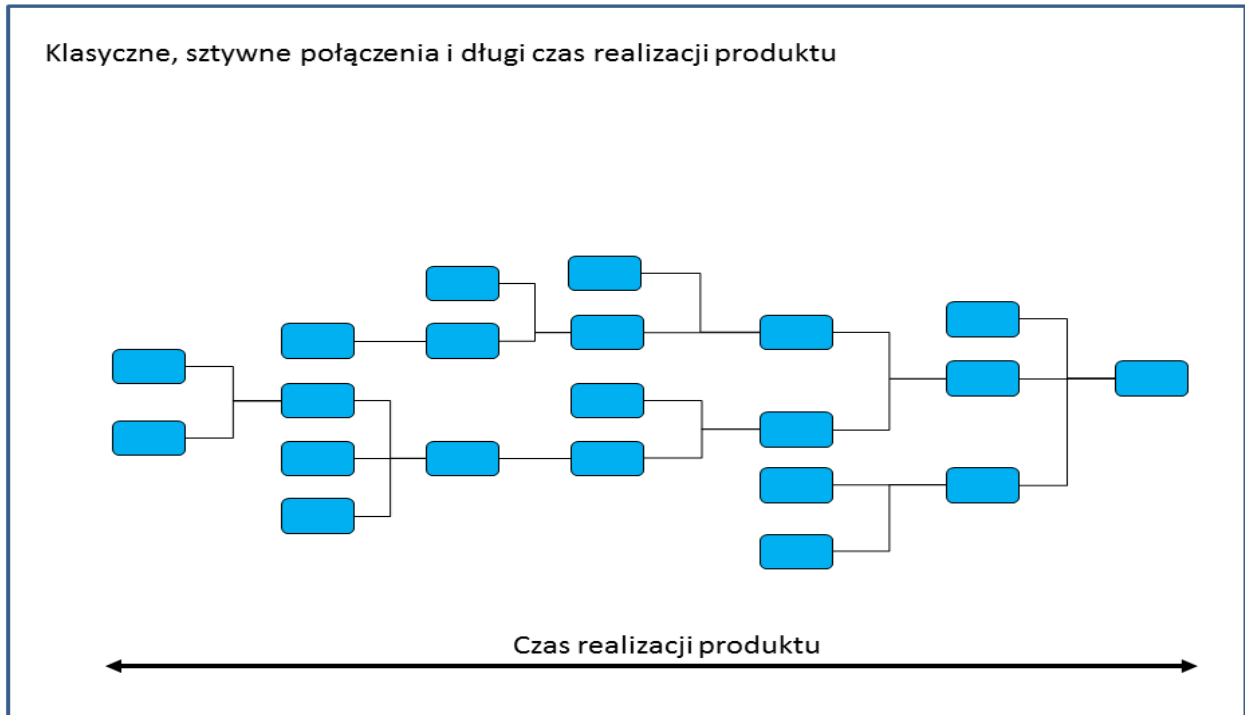 Klasyczne, sztywne połączenia i długi czas realizacji produktu
Czas realizacji produktu